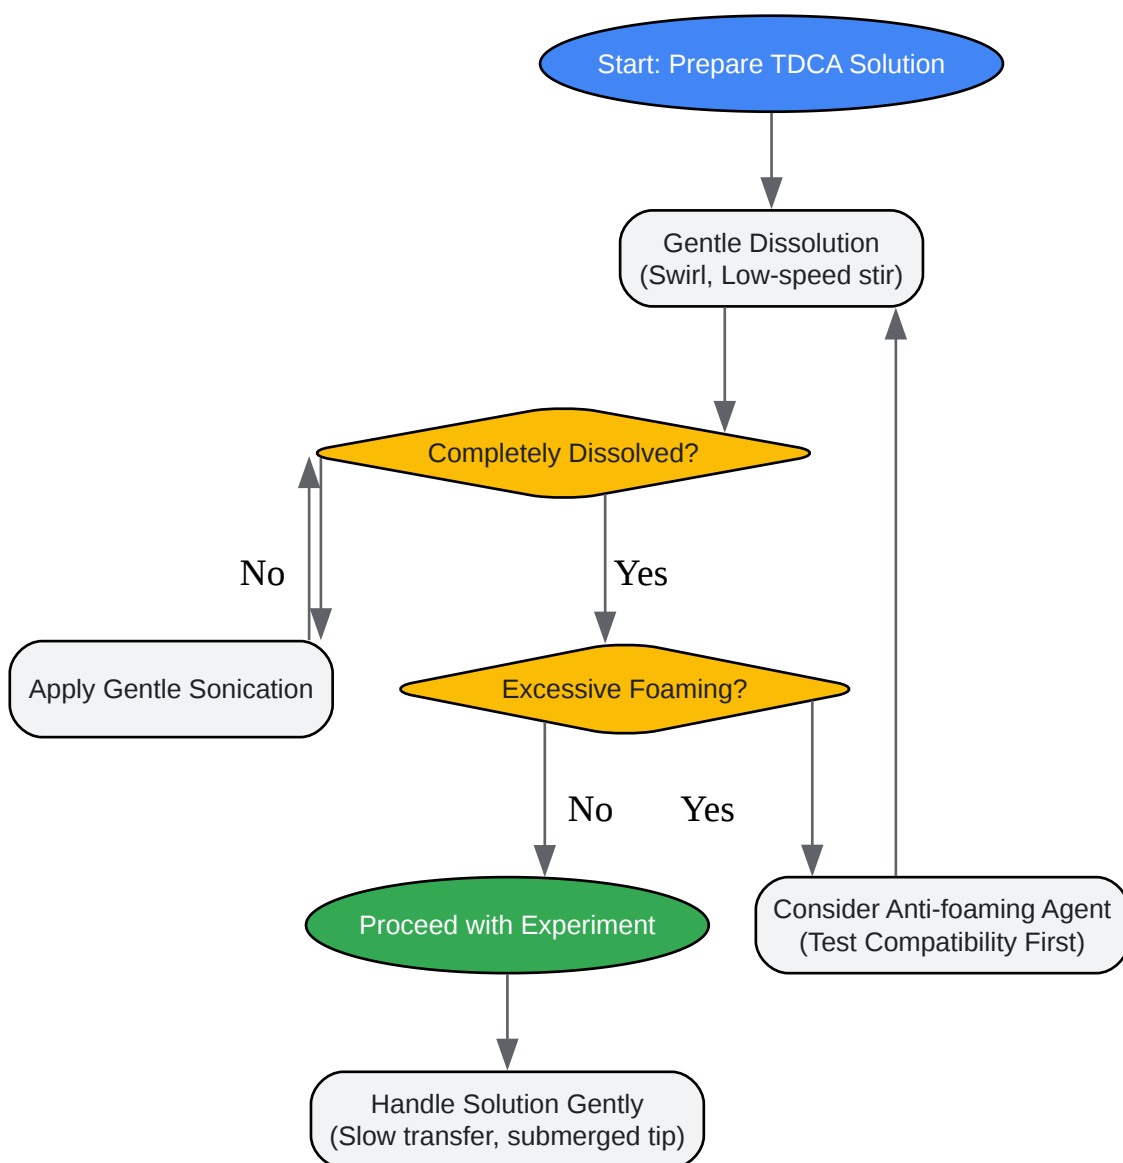 Start: Prepare TDCA Solution
Gentle Dissolution
(Swirl, Low-speed stir)
Completely Dissolved?
No
Yes
Apply Gentle Sonication
Excessive Foaming?
No
Yes
Proceed with Experiment
Consider Anti-foaming Agent
(Test Compatibility First)
Handle Solution Gently
(Slow transfer, submerged tip)